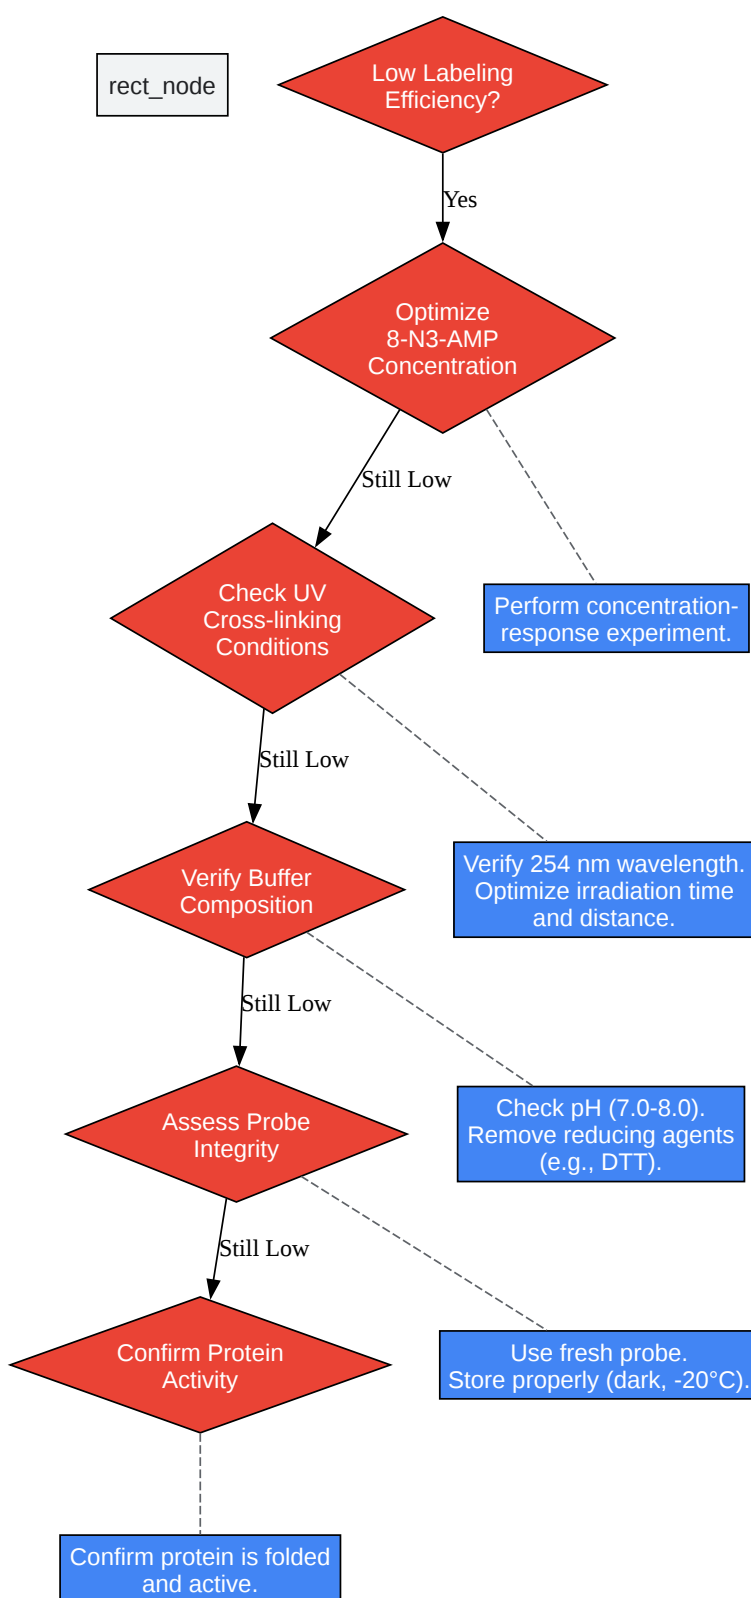 rect_node
Low Labeling
Efficiency?
Yes
Optimize
8-N3-AMP
Concentration
Still Low
Check UV
Cross-linking
Conditions
Perform concentration-
response experiment.
Still Low
Verify 254 nm wavelength.
Optimize irradiation time
and distance.
Verify Buffer
Composition
Still Low
Check pH (7.0-8.0).
Remove reducing agents
(e.g., DTT).
Assess Probe
Integrity
Still Low
Use fresh probe.
Store properly (dark, -20°C).
Confirm Protein
Activity
Confirm protein is folded
and active.